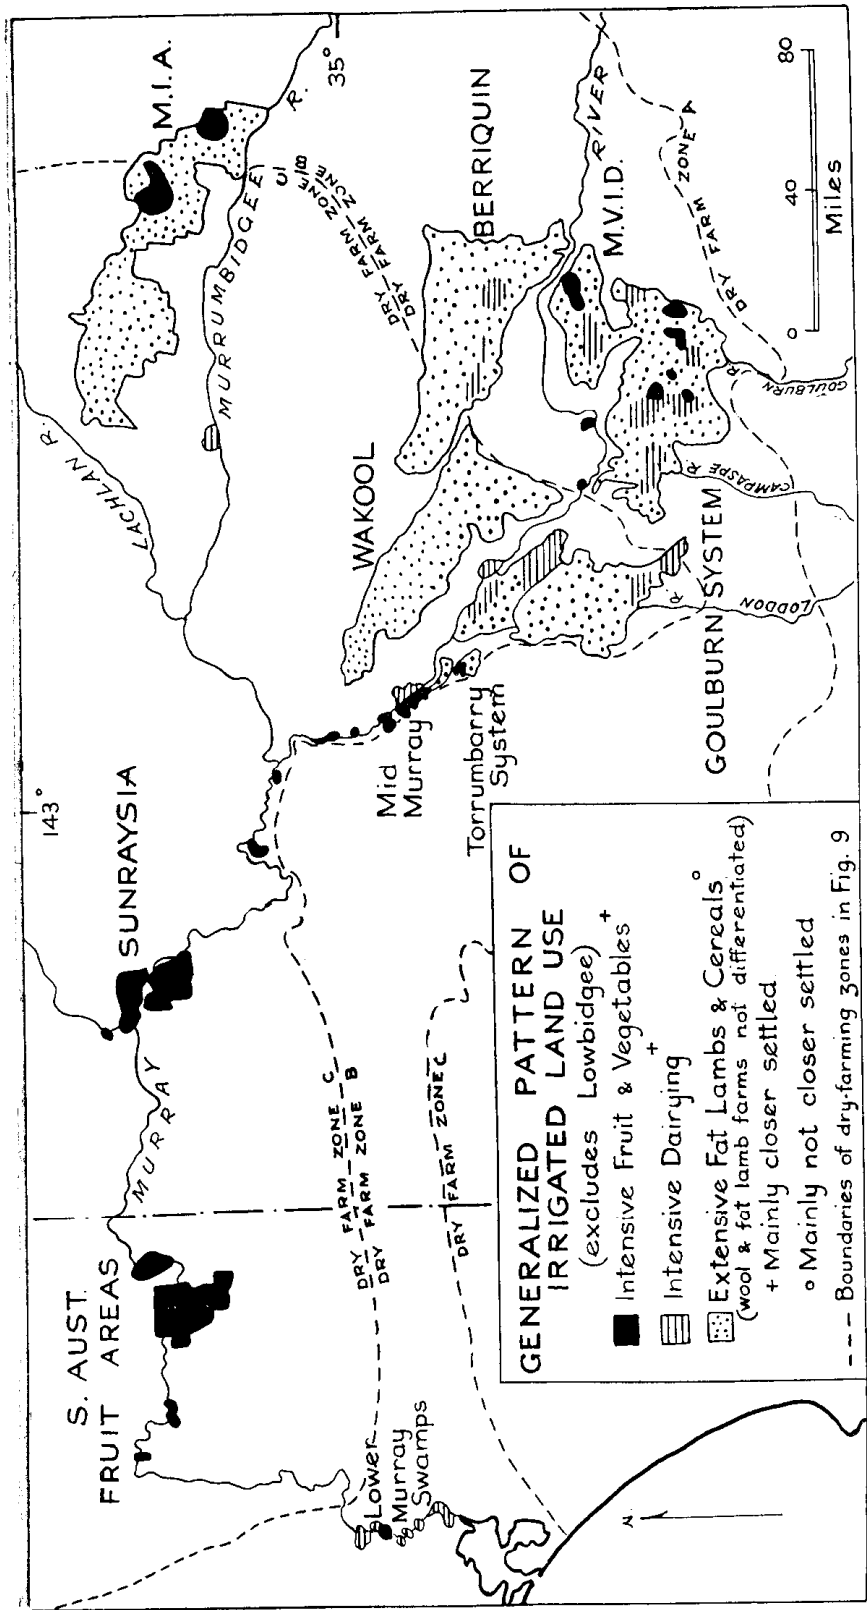 M.I.A.
35°
LACHLAN R.
MURRUMBIDGEE
R.
DRY FARM ZONE C
DRY FARM ZONE B
143°
SUNRAYSIA
MURRAY
S. AUST.
FRUIT AREAS
WAKOOL
BERRIQUIN
RIVER
M.V.I.D.
DRY FARM ZONE A
Mid
Murray
Torrumbarry
System
GOULBURN SYSTEM
LODDON
R.
CAMPASPE R.
GOULBURN
R.
80
40
0
Miles
DRY FARM ZONE C
DRY FARM ZONE B
DRY FARM ZONE C
Lower
Murray
Swamps
N
GENERALIZED PATTERN OF
IRRIGATED LAND USE
(excludes Lowbidgee)
Intensive Fruit & Vegetables+
Intensive Dairying+
Extensive Fat Lambs & Cereals°
(wool & fat lamb farms not differentiated)
+ Mainly closer settled
° Mainly not closer settled
--- Boundaries of dry-farming zones in Fig. 9